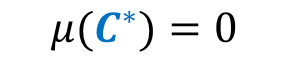 μ(C*) = 0